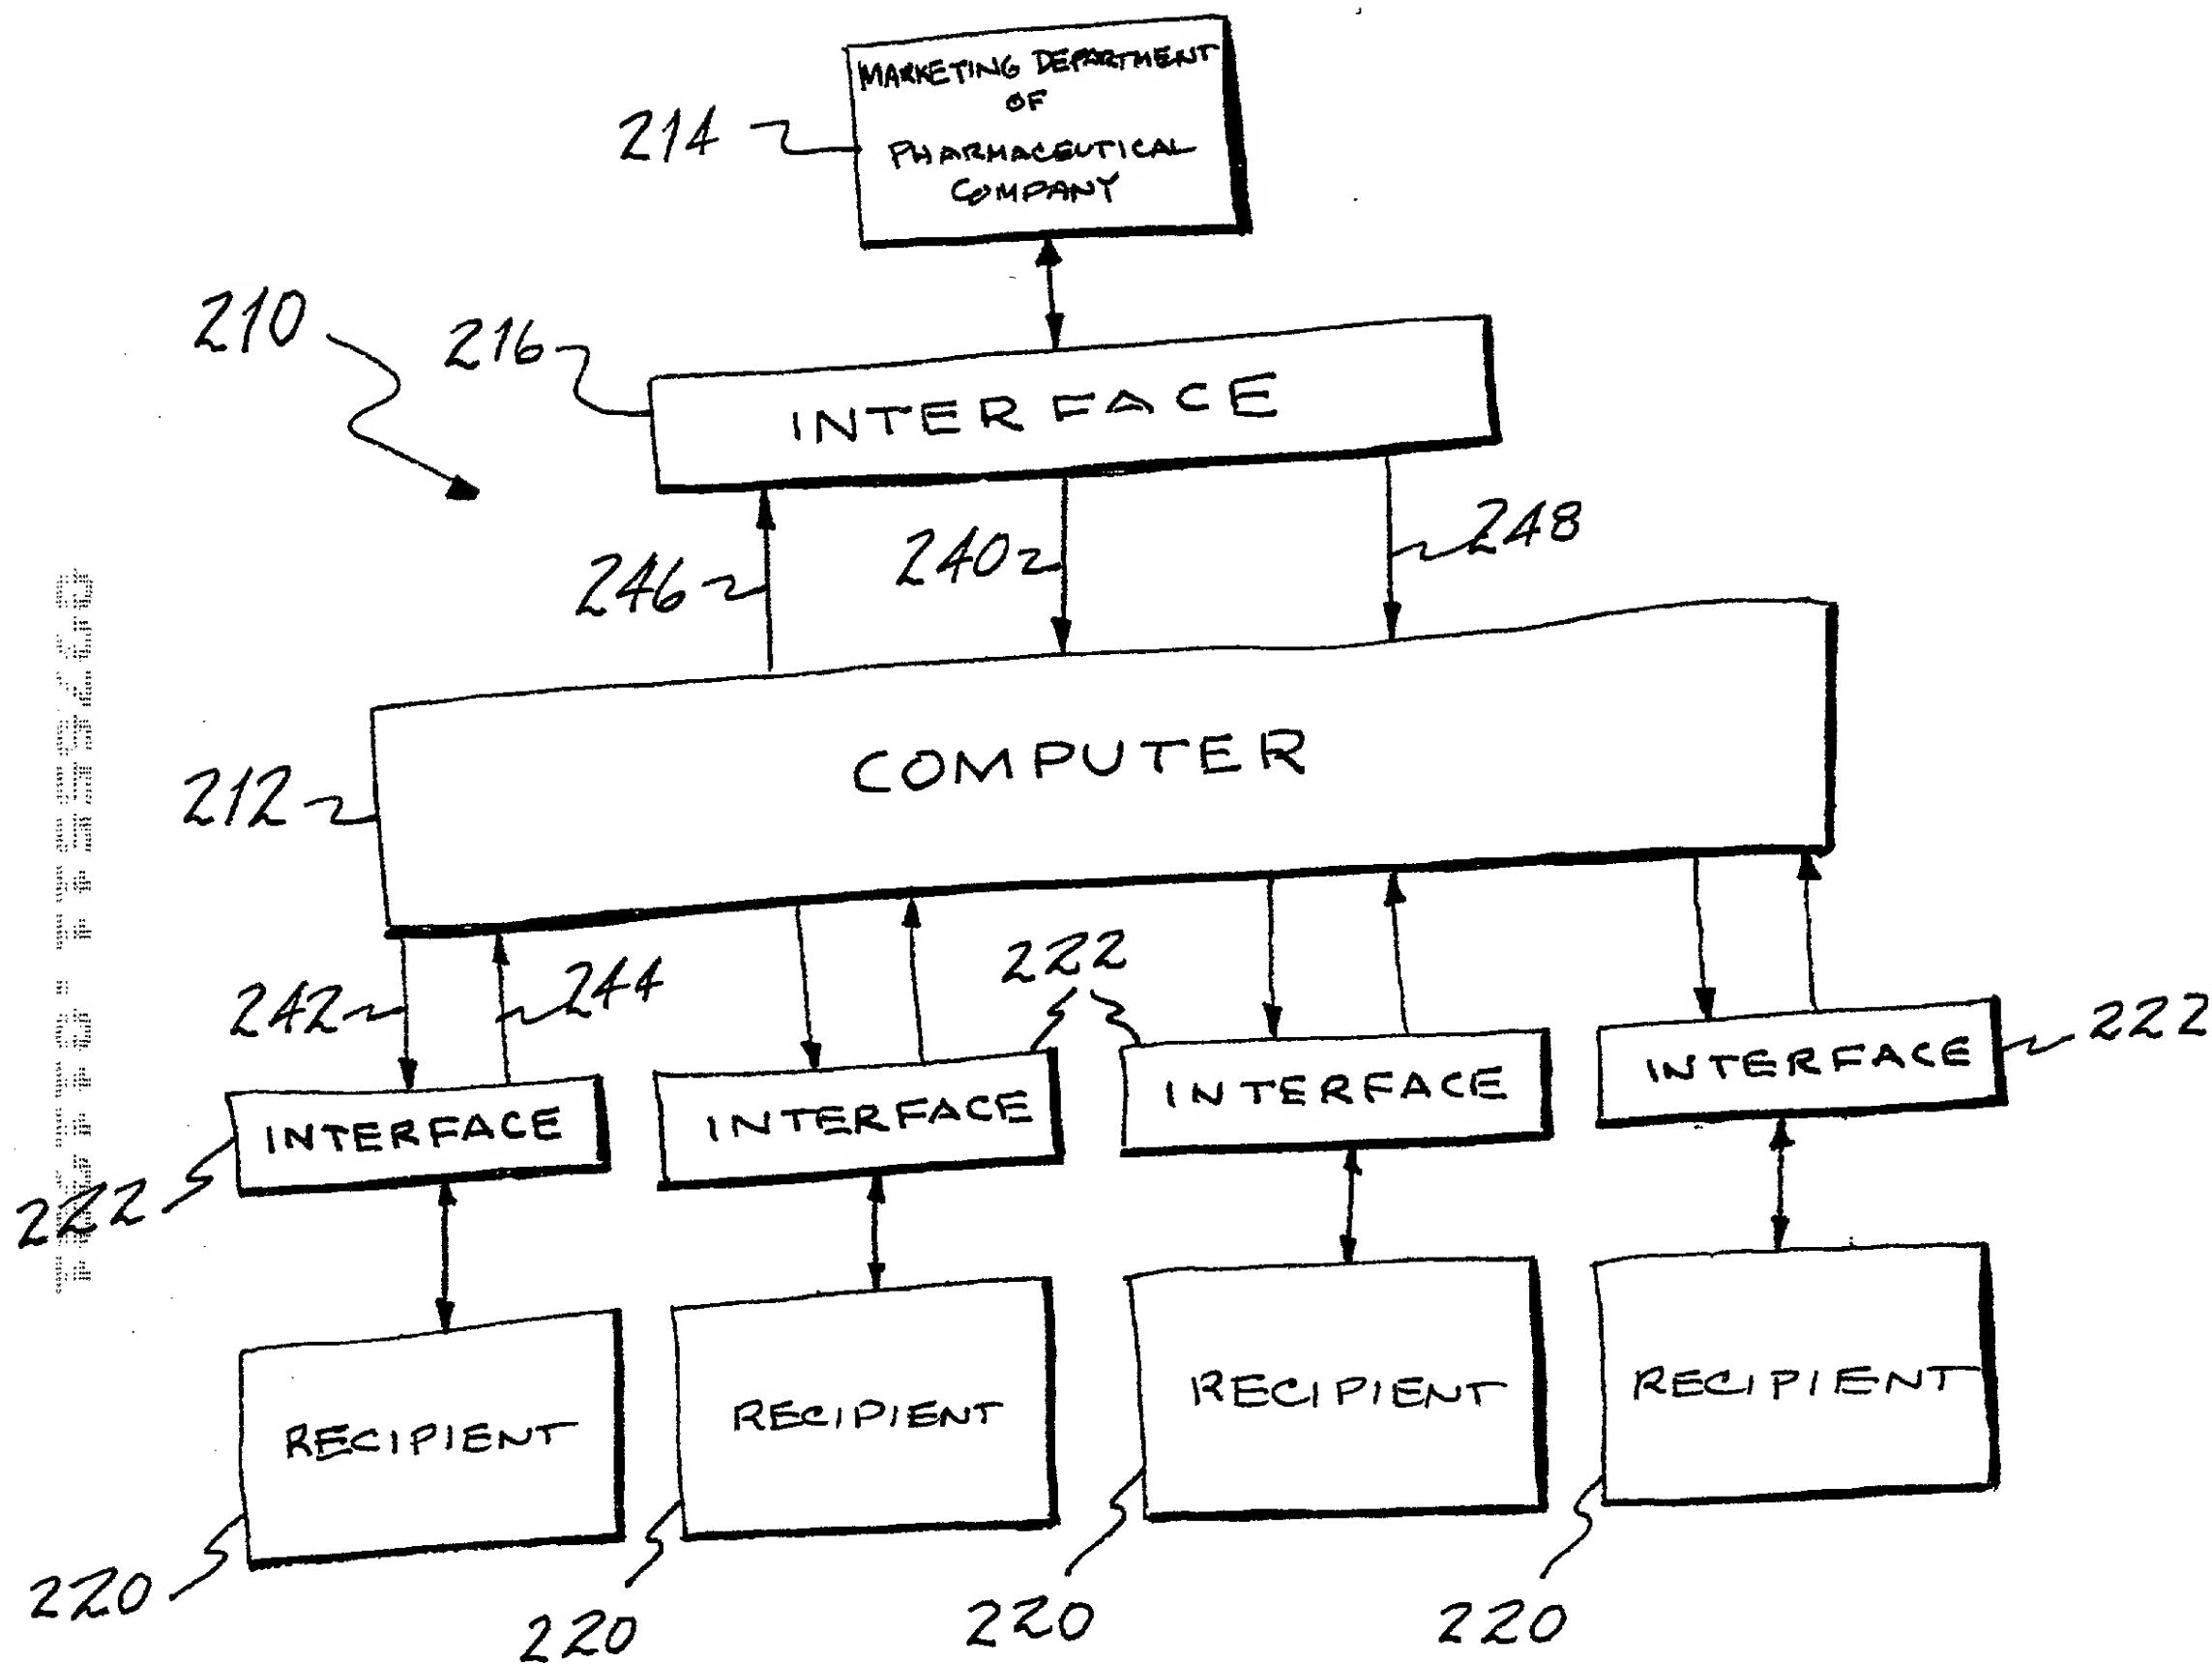 MARKETING DEPARTMENT
OF
PHARMACEUTICAL
COMPANY
214
210
216
INTERFACE
246
240
248
COMPUTER
212
242
244
222
222
INTERFACE
INTERFACE
INTERFACE
INTERFACE
222
RECIPIENT
RECIPIENT
RECIPIENT
RECIPIENT
220
220
220
220